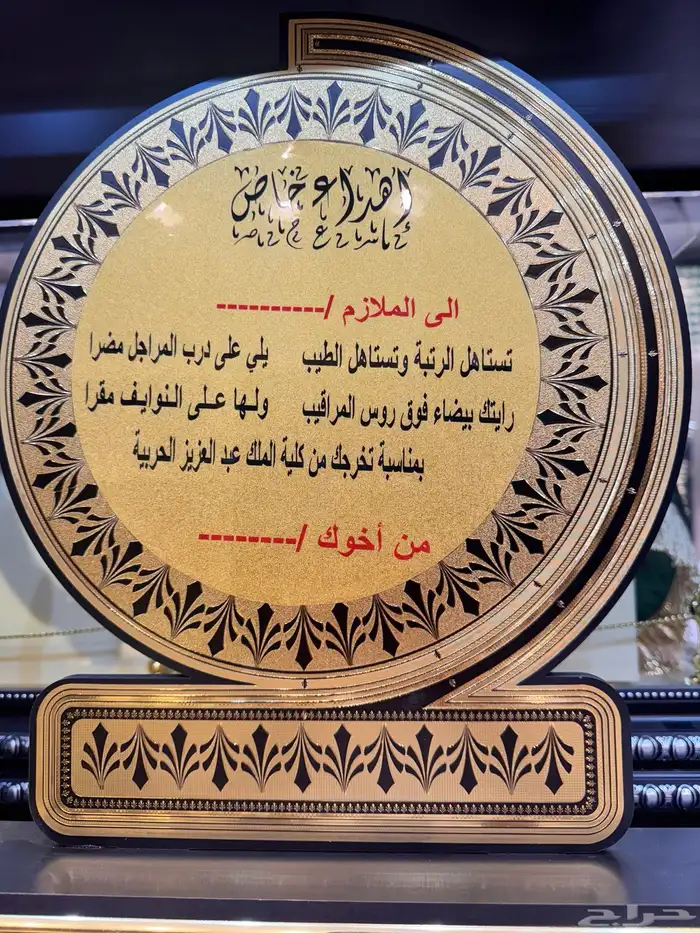 إهداء خاص
الى الملازم /----------
تستاهل الرتبة وتستاهل الطيب يلي على درب المراجل مضرا
رايتك بيضاء فوق روس المراقيب ولها على النوايف مقرا
بمناسبة تخرجك من كلية الملك عبد العزيز الحربية
من أخوك /--------
حراج